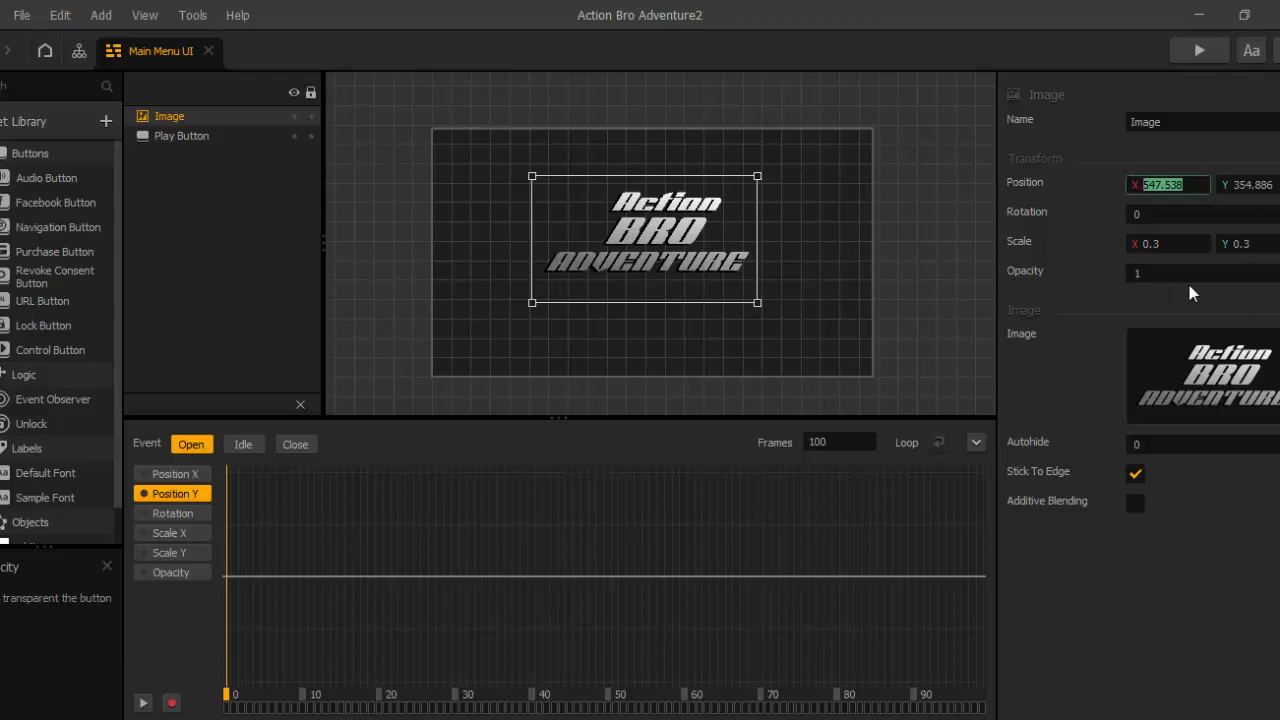 File Edit Add View Tools Help
Action Bro Adventure2
Main Menu UI
Aa
Image
Play Button
Buttons
Audio Button
Facebook Button
Navigation Button
Purchase Button
Revoke Consent
Button
URL Button
Lock Button
Control Button
Logic
Event Observer
Unlock
Labels
Aa Default Font
Aa Sample Font
Objects
et Library
transparent the button
Action
BRO
ADVENTURE
Event Open Idle Close
Frames 100 Loop
Position X
Position Y
Rotation
Scale X
Scale Y
Opacity
0 10 20 30 40 50 60 70 80 90
Image
Name Image
Transform
Position X 547.538 Y 354.886
Rotation 0
Scale X 0.3 Y 0.3
Opacity 1
Image
Image
Action
BRO
ADVENTURE
Autohide 0
Stick To Edge
Additive Blending